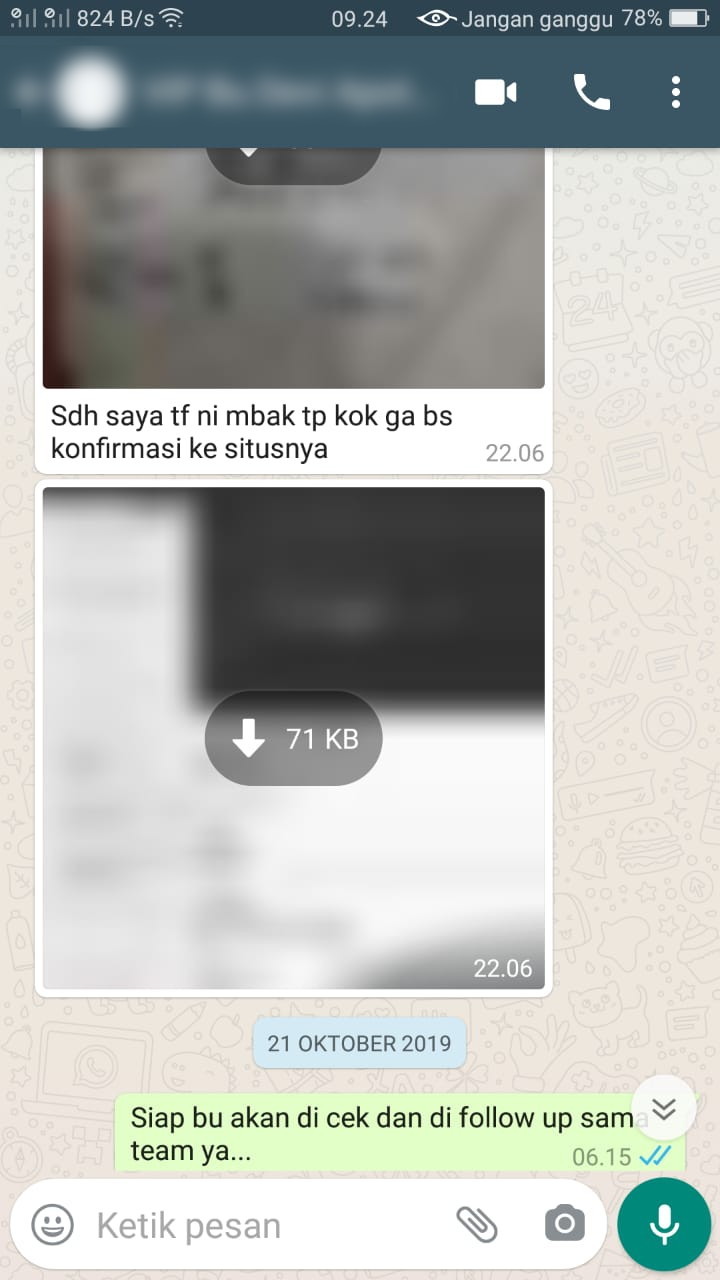 824 B/s 09.24 Jangan ganggu 78%
Sdh saya tf ni mbak tp kok ga bs
konfirmasi ke situsnya
22.06
71 KB
22.06
21 OKTOBER 2019
Siap bu akan di cek dan di follow up sama
team ya...
06.15
Ketik pesan